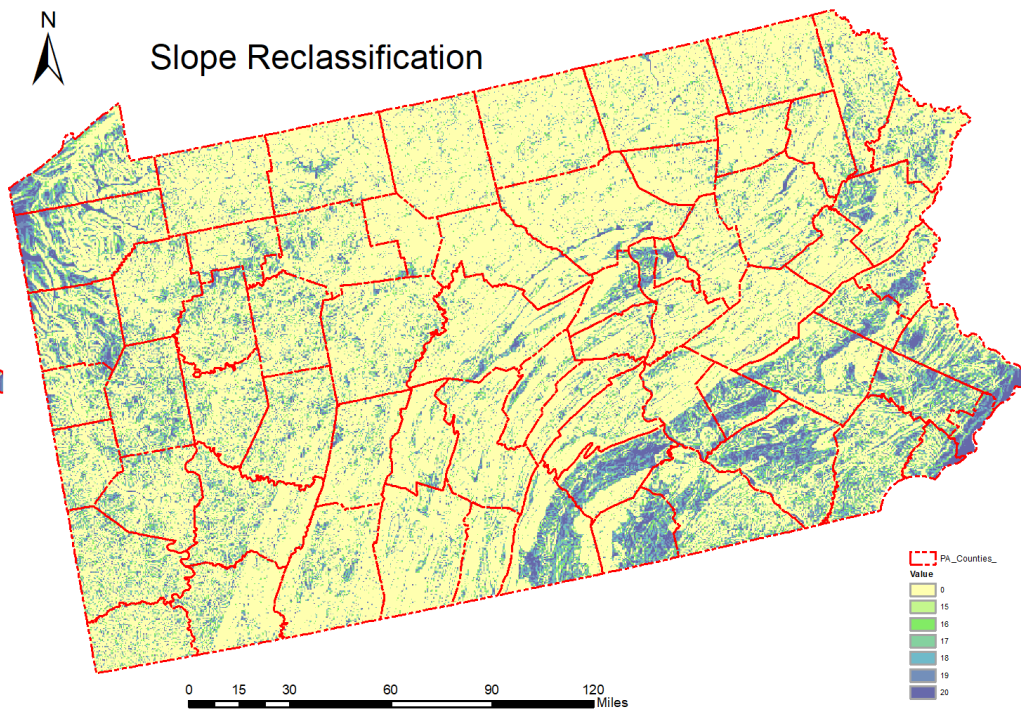 N
Slope Reclassification
PA_Counties_
Value
0
15
16
17
18
19
20
0 15 30 60 90 120
Miles